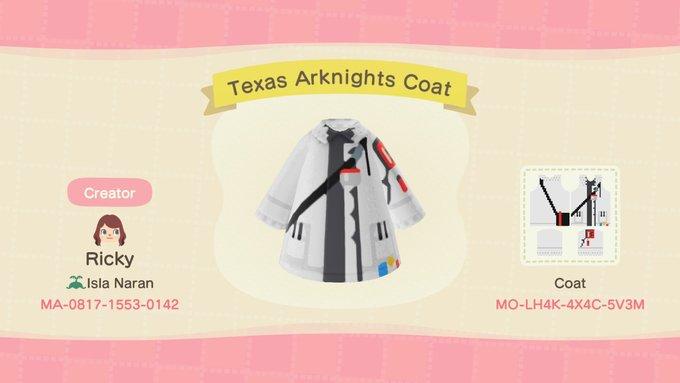 Texas Arknights Coat
Creator
Ricky
Isla Naran
MA-0817-1553-0142
Coat
MO-LH4K-4X4C-5V3M